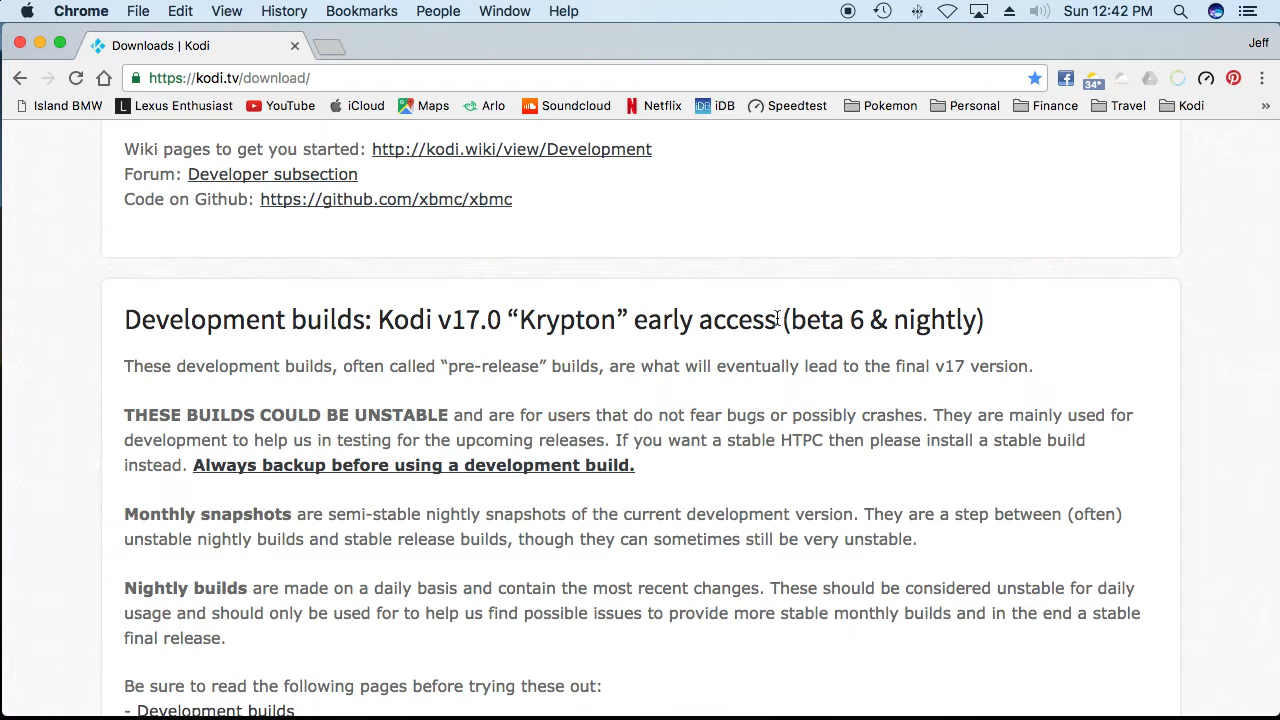 Chrome File Edit View History Bookmarks People Window Help Sun 12:42 PM
Downloads | Kodi Jeff
https://kodi.tv/download/ 34°
Island BMW Lexus Enthusiast YouTube iCloud Maps Arlo Soundcloud Netflix iDB Speedtest Pokemon Personal Finance Travel Kodi »
Wiki pages to get you started: http://kodi.wiki/view/Development
Forum: Developer subsection
Code on Github: https://github.com/xbmc/xbmc
Development builds: Kodi v17.0 “Krypton” early access (beta 6 & nightly)
These development builds, often called “pre-release” builds, are what will eventually lead to the final v17 version.
THESE BUILDS COULD BE UNSTABLE and are for users that do not fear bugs or possibly crashes. They are mainly used for
development to help us in testing for the upcoming releases. If you want a stable HTPC then please install a stable build
instead. Always backup before using a development build.
Monthly snapshots are semi-stable nightly snapshots of the current development version. They are a step between (often)
unstable nightly builds and stable release builds, though they can sometimes still be very unstable.
Nightly builds are made on a daily basis and contain the most recent changes. These should be considered unstable for daily
usage and should only be used for to help us find possible issues to provide more stable monthly builds and in the end a stable
final release.
Be sure to read the following pages before trying these out:
- Development builds